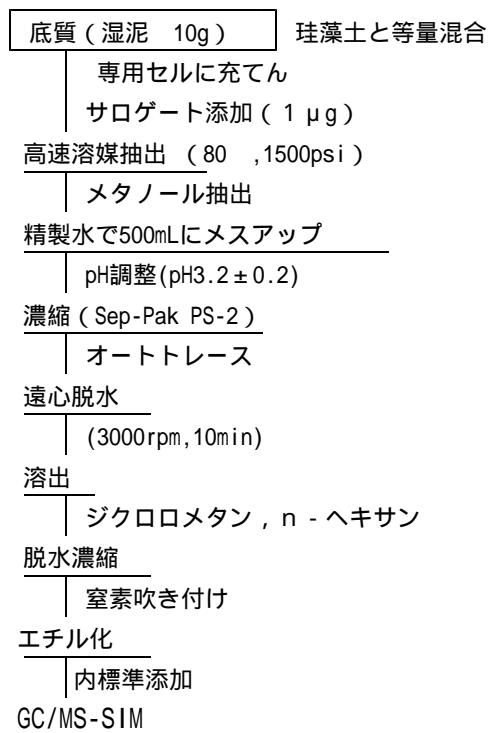 底質（湿泥　10g）　珪藻土と等量混合
専用セルに充てん
サロゲート添加（１μg）
高速溶媒抽出　（80　,1500psi）
メタノール抽出
精製水で500mLにメスアップ
pH調整(pH3.2±0.2)
濃縮（Sep-Pak PS-2）
オートトレース
遠心脱水
(3000rpm,10min)
溶出
ジクロロメタン，ｎ‐ヘキサン
脱水濃縮
窒素吹き付け
エチル化
内標準添加
GC/MS-SIM